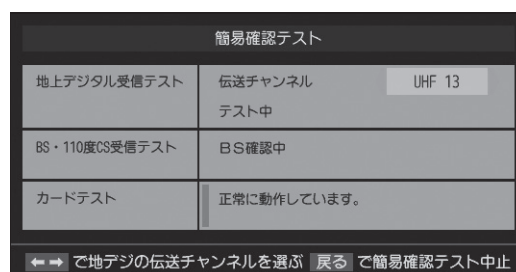 簡易確認テスト
地上デジタル受信テスト
伝送チャンネル UHF 13
テスト中
BS・110度CS受信テスト
BS確認中
カードテスト
正常に動作しています。
←→ で地デジの伝送チャンネルを選ぶ 戻る で簡易確認テスト中止